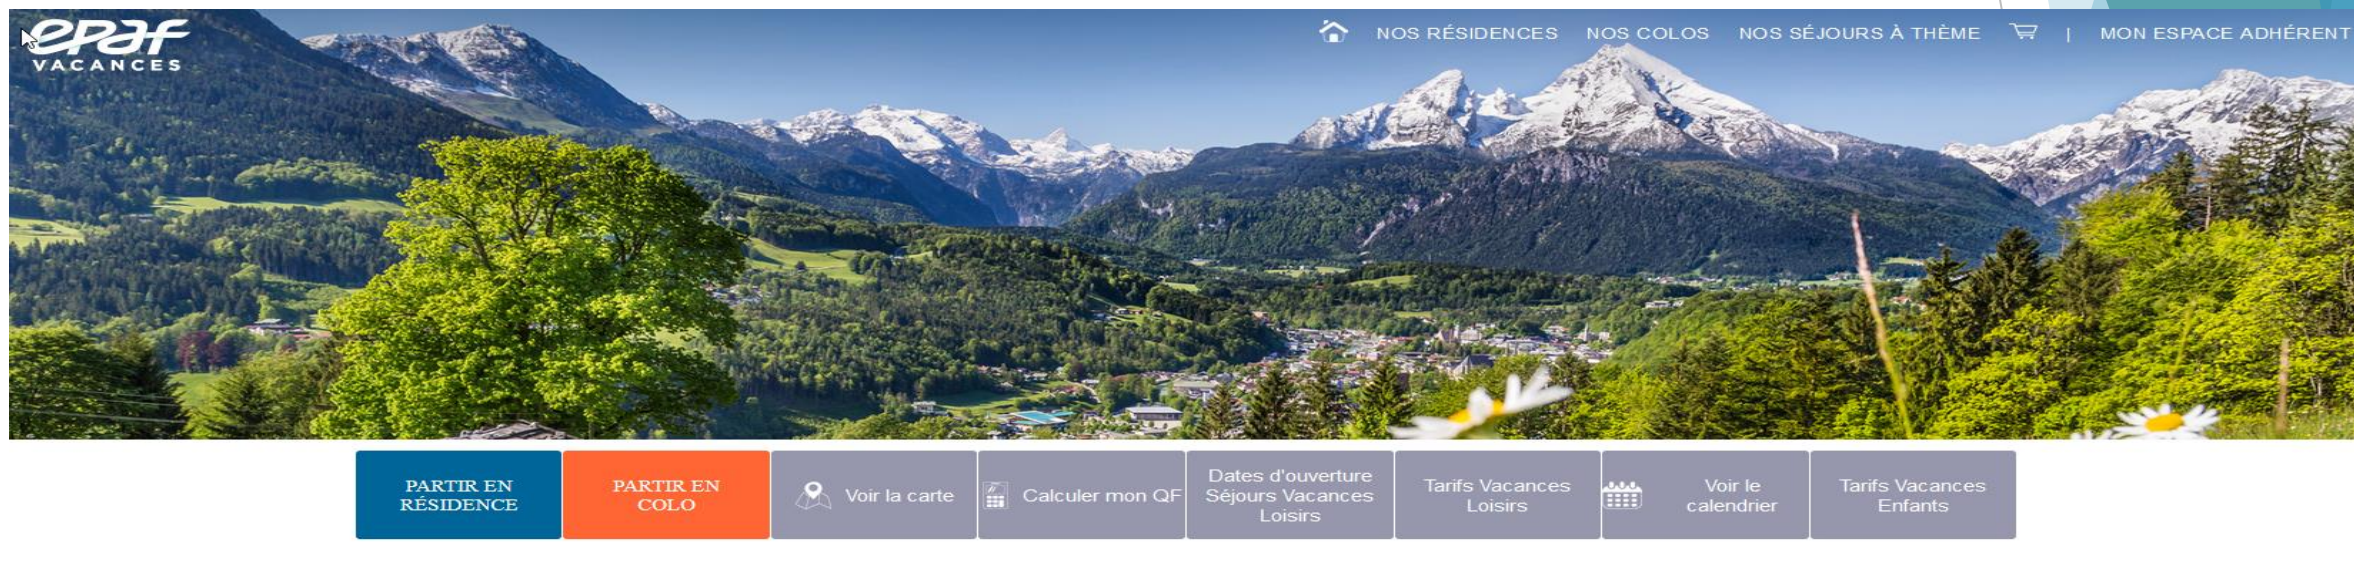 epaf
VACANCES
NOS RÉSIDENCES NOS COLOS NOS SÉJOURS À THÈME | MON ESPACE ADHÉRENT
PARTIR EN
RÉSIDENCE
PARTIR EN
COLO
Voir la carte
Calculer mon QF
Dates d'ouverture
Séjours Vacances
Loisirs
Tarifs Vacances
Loisirs
Voir le
calendrier
Tarifs Vacances
Enfants